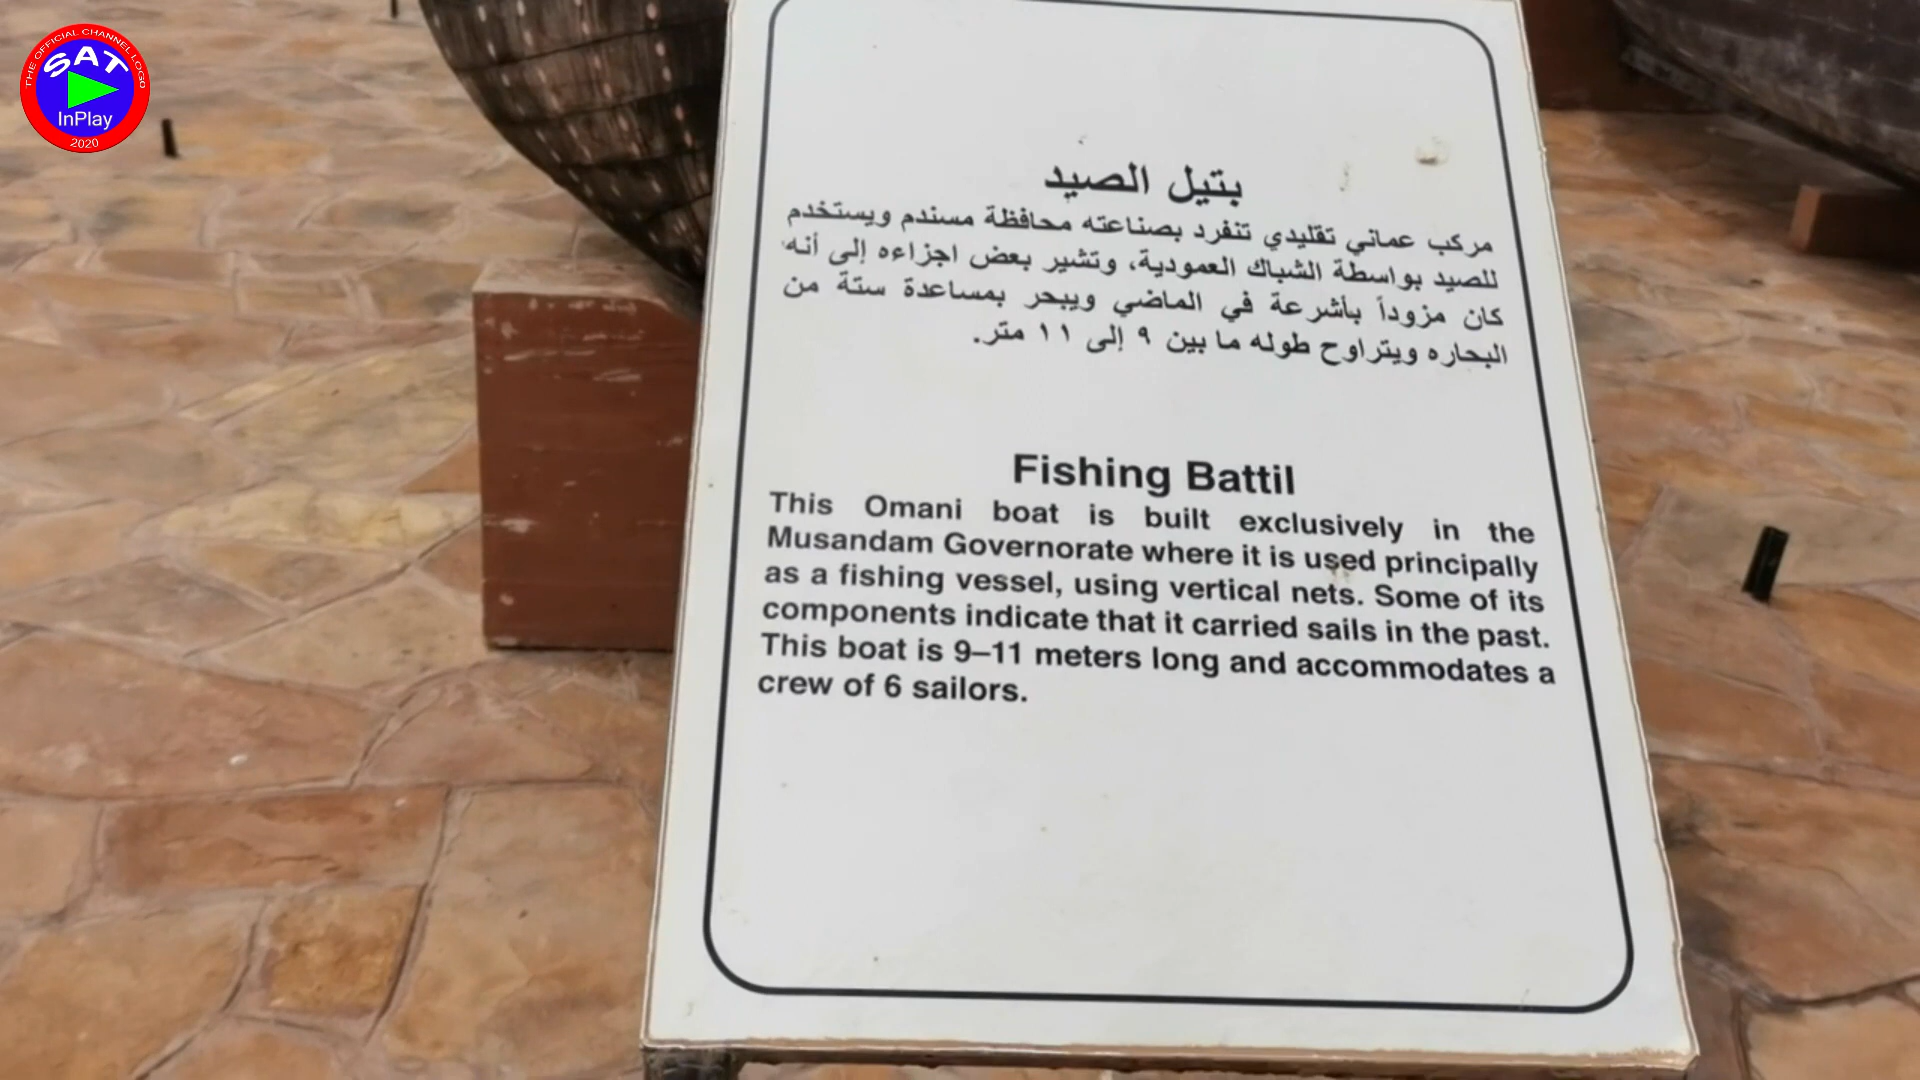 THE OFFICIAL CHANNEL LOGO
SAT
InPlay
2020
بتيل الصيد
مركب عماني تقليدي تنفرد بصناعته محافظة مسندم ويستخدم
للصيد بواسطة الشباك العمودية، وتشير بعض اجزاءه إلى أنه
كان مزوداً بأشرعة في الماضي ويبحر بمساعدة ستة من
البحاره ويتراوح طوله ما بين ٩ إلى ١١ متر.
Fishing Battil
This Omani boat is built exclusively in the
Musandam Governorate where it is used principally
as a fishing vessel, using vertical nets. Some of its
components indicate that it carried sails in the past.
This boat is 9–11 meters long and accommodates a
crew of 6 sailors.